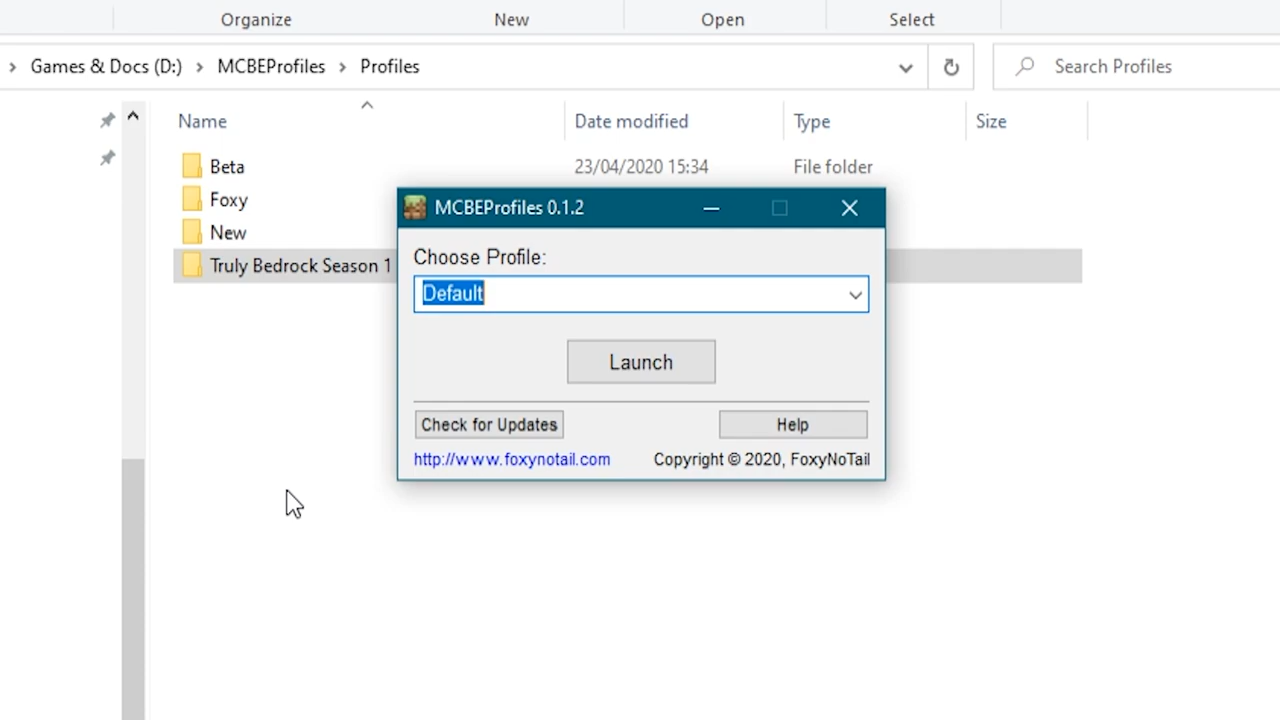 Organize New Open Select
Games & Docs (D:) MCBEProfiles Profiles Search Profiles
Name Date modified Type Size
Beta 23/04/2020 15:34 File folder
Foxy
New
Truly Bedrock Season 1
MCBEProfiles 0.1.2
Choose Profile:
Default
Launch
Check for Updates Help
http://www.foxynotail.com Copyright © 2020, FoxyNoTail